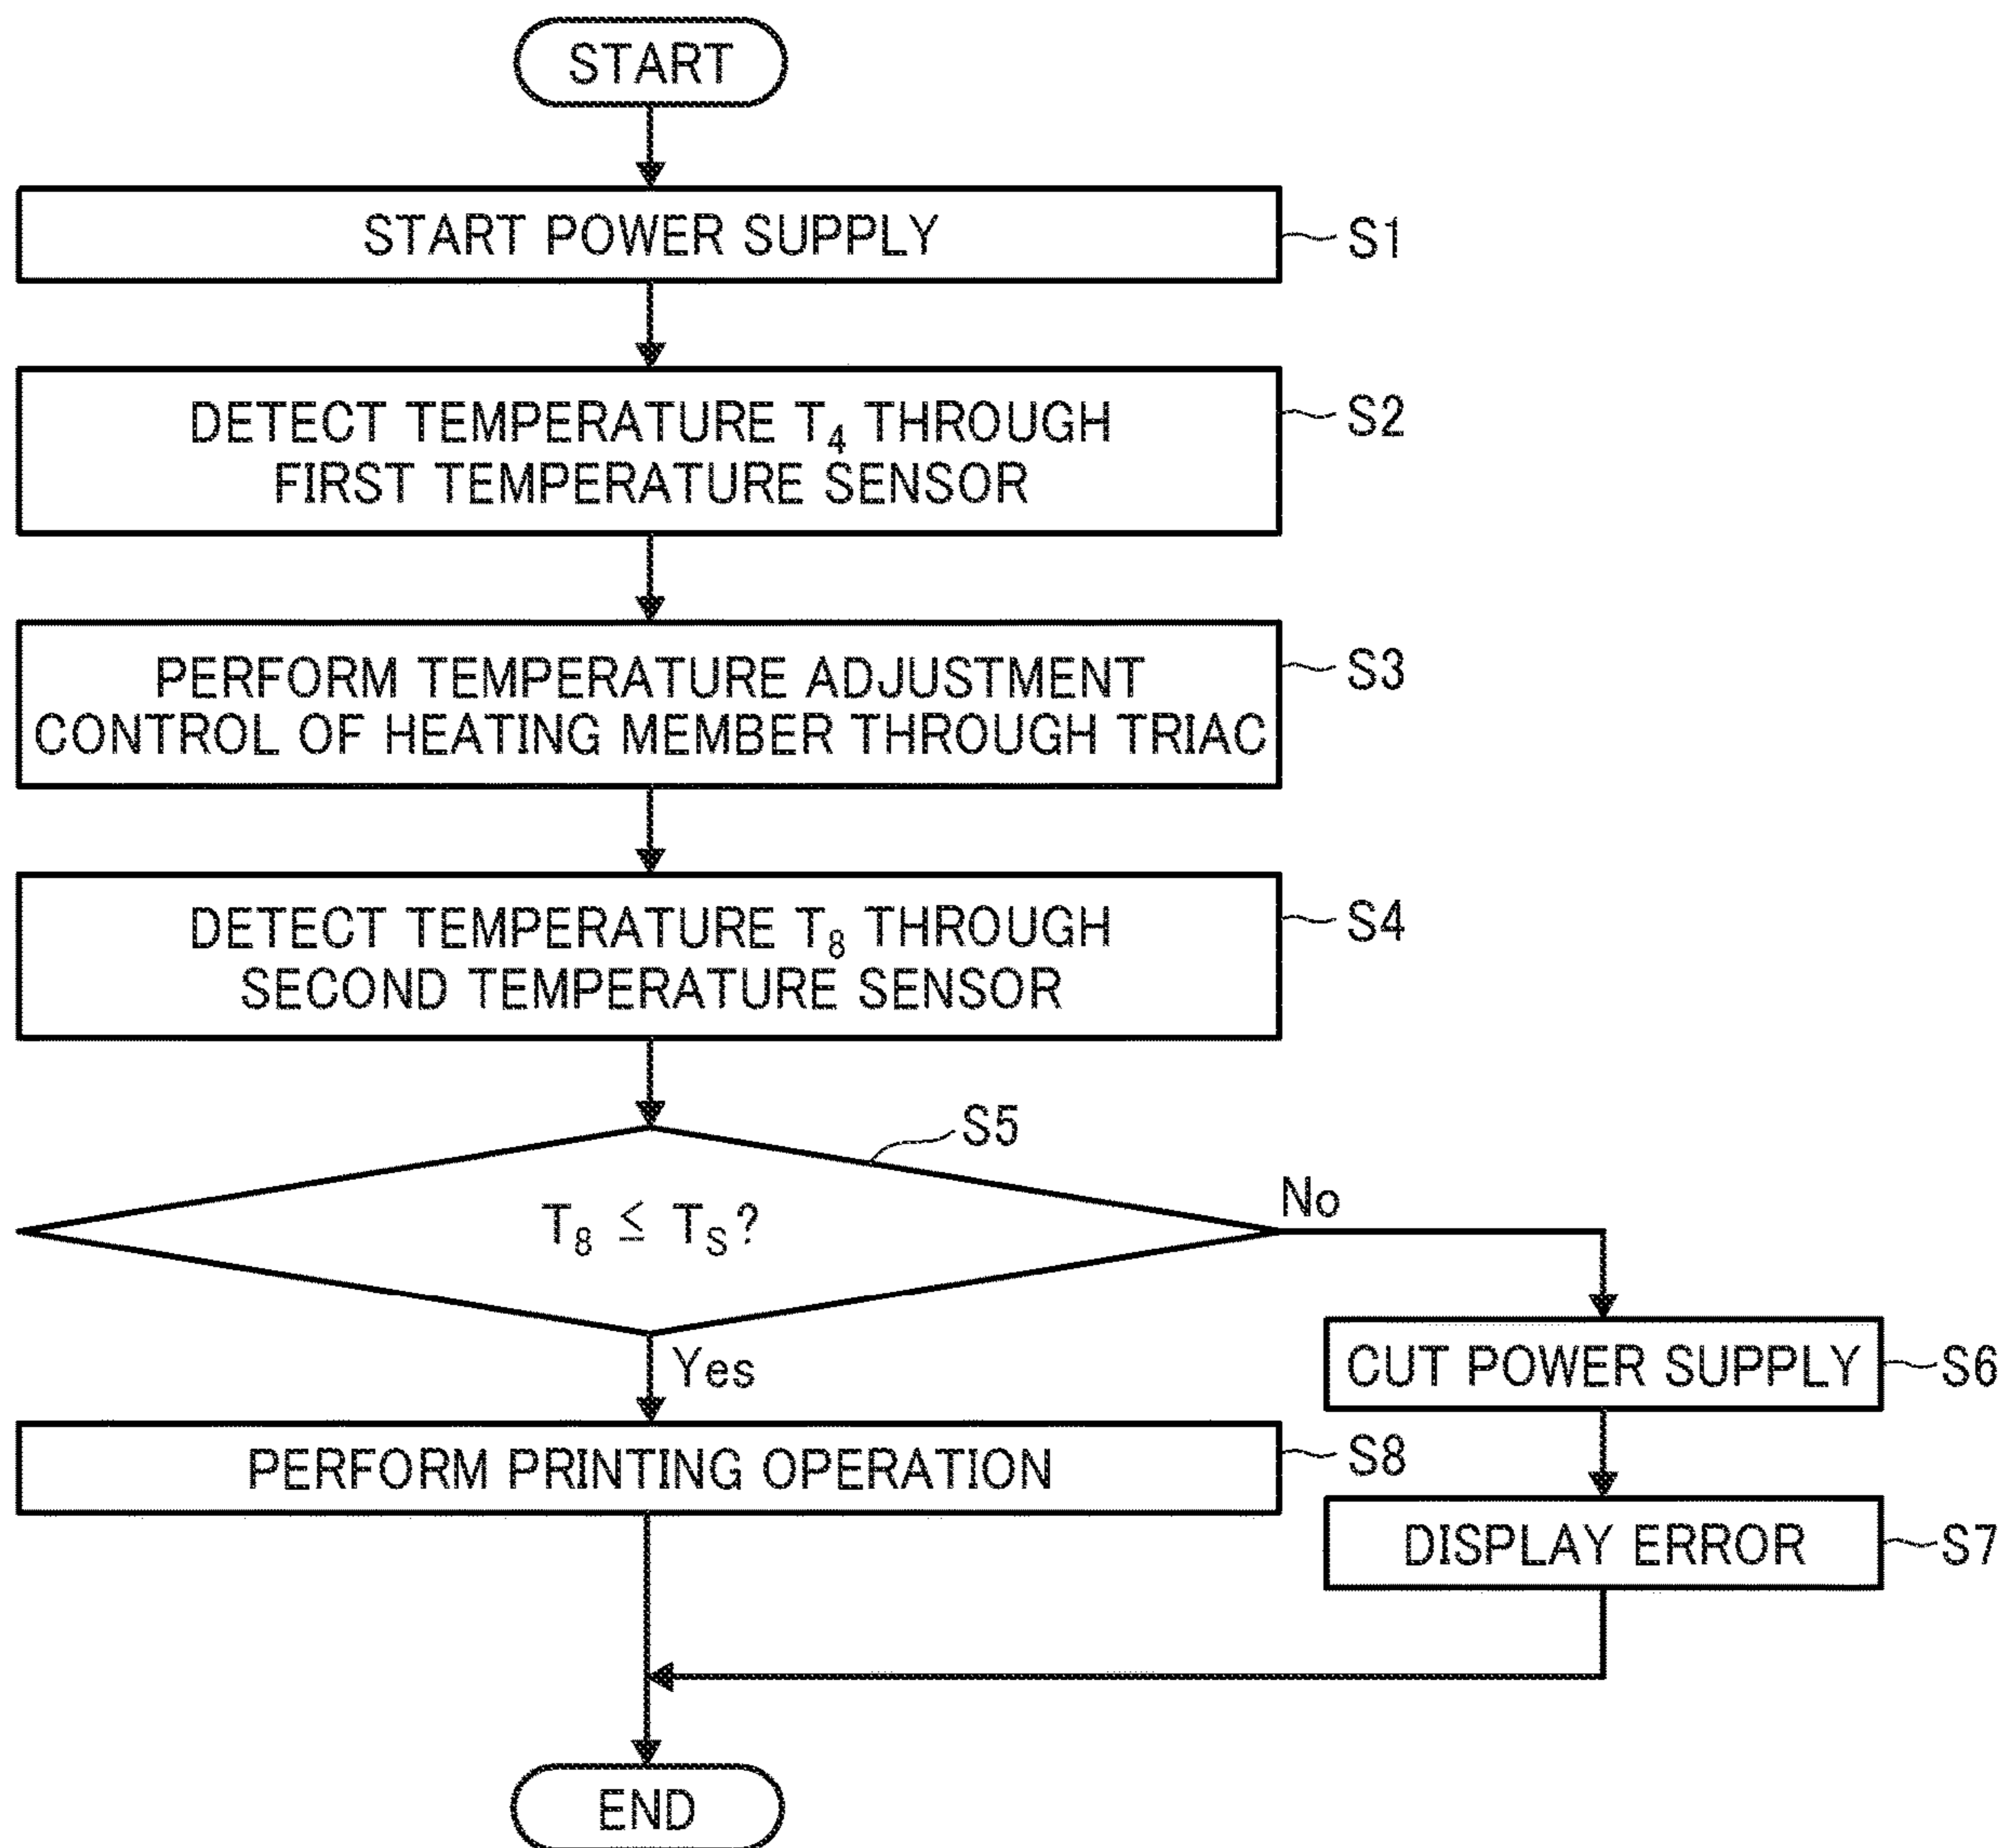 START
START POWER SUPPLY
S1
DETECT TEMPERATURE T₄ THROUGH
FIRST TEMPERATURE SENSOR
S2
PERFORM TEMPERATURE ADJUSTMENT
CONTROL OF HEATING MEMBER THROUGH TRIAC
S3
DETECT TEMPERATURE T₈ THROUGH
SECOND TEMPERATURE SENSOR
S4
S5
T₈ ≤ Tₛ?
No
Yes
CUT POWER SUPPLY
S6
PERFORM PRINTING OPERATION
S8
DISPLAY ERROR
S7
END